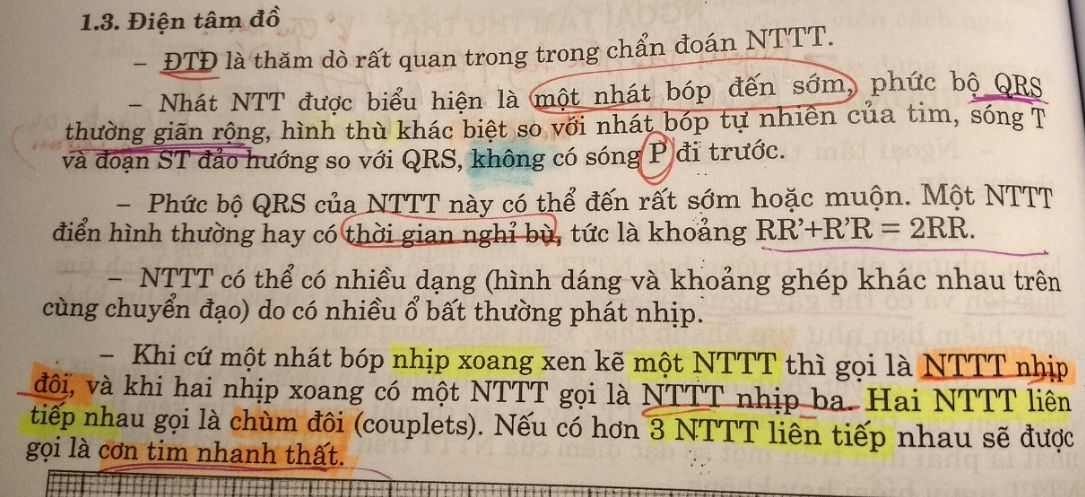 1.3. Điện tâm đồ
– ĐTĐ là thăm dò rất quan trong trong chẩn đoán NTTT.
– Nhát NTT được biểu hiện là một nhát bóp đến sớm, phức bộ QRS
thường giãn rộng, hình thù khác biệt so với nhát bóp tự nhiên của tim, sóng T
và đoạn ST đảo hướng so với QRS, không có sóng P đi trước.
– Phức bộ QRS của NTTT này có thể đến rất sớm hoặc muộn. Một NTTT
điển hình thường hay có thời gian nghỉ bù, tức là khoảng RR’+R’R = 2RR.
– NTTT có thể có nhiều dạng (hình dáng và khoảng ghép khác nhau trên
cùng chuyển đạo) do có nhiều ổ bất thường phát nhịp.
– Khi cứ một nhát bóp nhịp xoang xen kẽ một NTTT thì gọi là NTTT nhịp
đôi, và khi hai nhịp xoang có một NTTT gọi là NTTT nhịp ba. Hai NTTT liên
tiếp nhau gọi là chùm đôi (couplets). Nếu có hơn 3 NTTT liên tiếp nhau sẽ được
gọi là cơn tim nhanh thất.